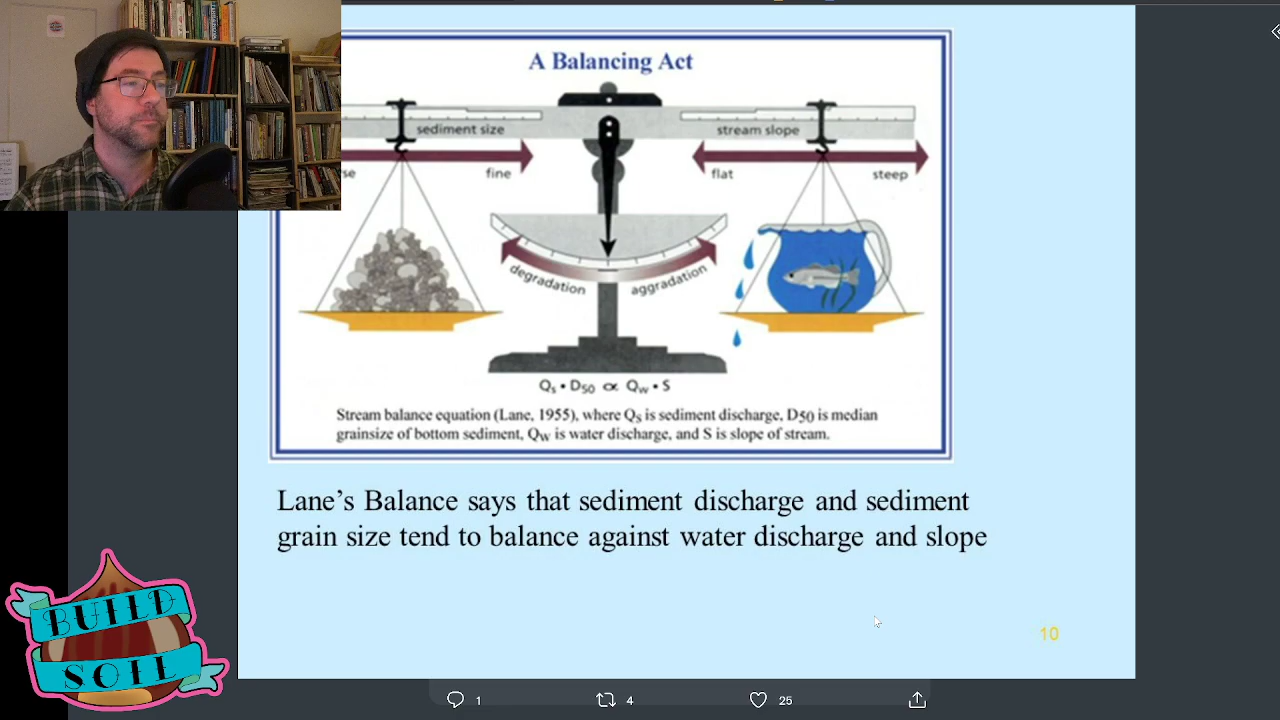 A Balancing Act
sediment size
stream slope
se
fine
flat
steep
degradation
aggradation
Qs • D50 ∝ Qw • S
Stream balance equation (Lane, 1955), where Qs is sediment discharge, D50 is median
grainsize of bottom sediment, Qw is water discharge, and S is slope of stream.
Lane's Balance says that sediment discharge and sediment
grain size tend to balance against water discharge and slope
10
BUILD
SOIL
1
4
25